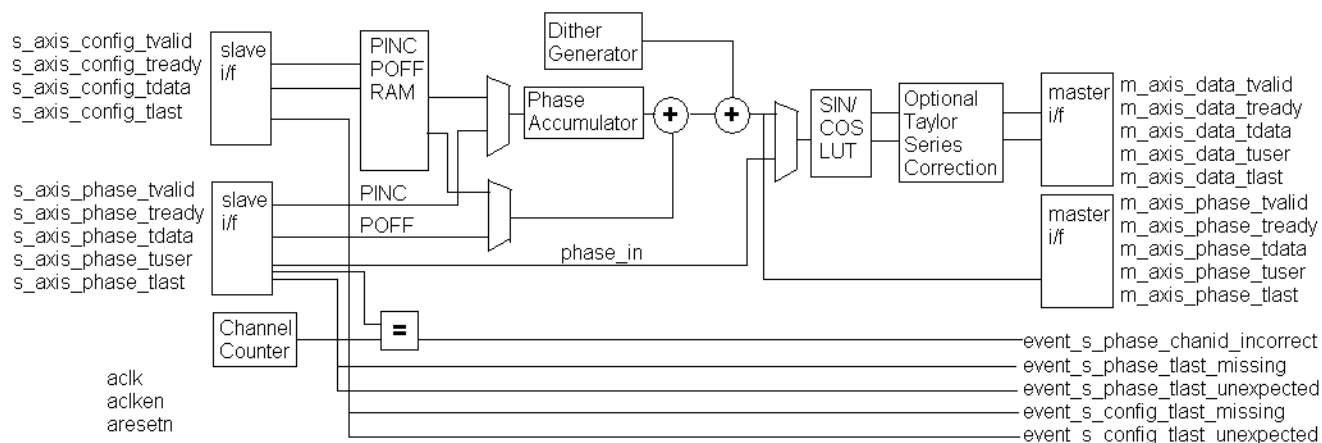 s_axis_config_tvalid
s_axis_config_tready
s_axis_config_tdata
s_axis_config_tlast
slave
i/f
PINC
POFF
RAM
Dither
Generator
Phase
Accumulator
+
+
SIN/
COS
LUT
Optional
Taylor
Series
Correction
master
i/f
m_axis_data_tvalid
m_axis_data_tready
m_axis_data_tdata
m_axis_data_tuser
m_axis_data_tlast
s_axis_phase_tvalid
s_axis_phase_tready
s_axis_phase_tdata
s_axis_phase_tuser
s_axis_phase_tlast
slave
i/f
PINC
POFF
phase_in
master
i/f
m_axis_phase_tvalid
m_axis_phase_tready
m_axis_phase_tdata
m_axis_phase_tuser
m_axis_phase_tlast
Channel
Counter
=
event_s_phase_chanid_incorrect
event_s_phase_tlast_missing
event_s_phase_tlast_unexpected
event_s_config_tlast_missing
event_s_config_tlast_unexpected
aclk
aclken
aresetn